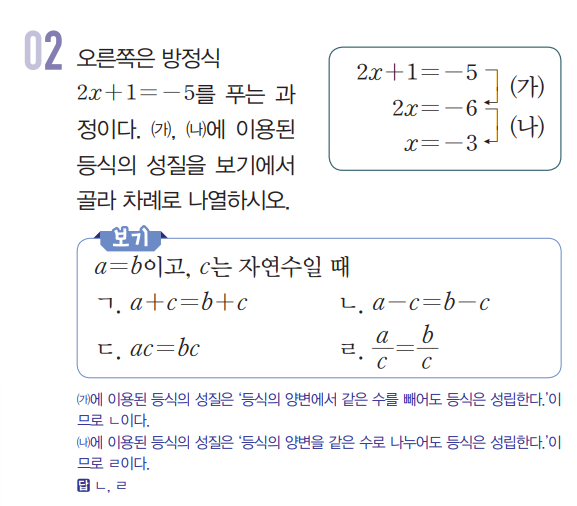 02
오른쪽은 방정식
2x+1=-5를 푸는 과
정이다. ㈎, ㈏에 이용된
등식의 성질을 보기에서
골라 차례로 나열하시오.
2x+1=-5
(가)
2x=-6
(나)
x=-3
보기
a=b이고, c는 자연수일 때
ㄱ. a+c=b+c ㄴ. a-c=b-c
ㄷ. ac=bc ㄹ. a/c=b/c
㈎에 이용된 등식의 성질은 ‘등식의 양변에서 같은 수를 빼어도 등식은 성립한다.’이
므로 ㄴ이다.
㈏에 이용된 등식의 성질은 ‘등식의 양변을 같은 수로 나누어도 등식은 성립한다.’이
므로 ㄹ이다.
답 ㄴ, ㄹ